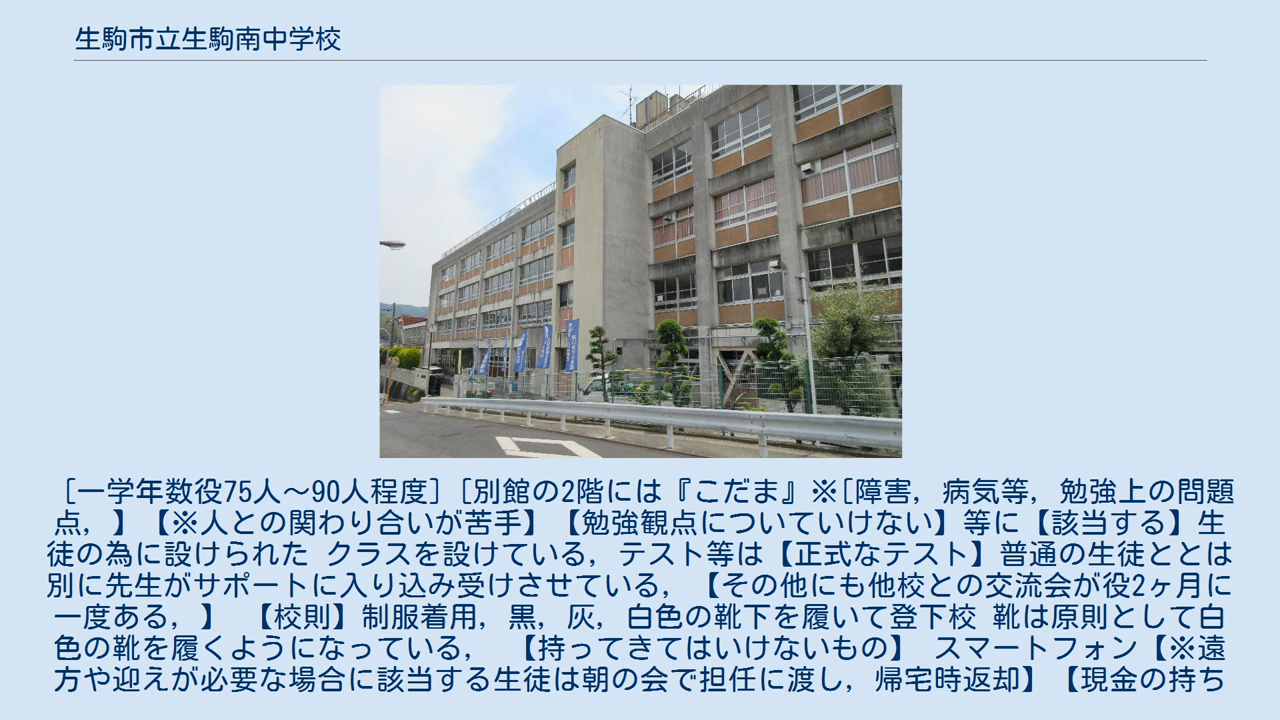 生駒市立生駒南中学校
[一学年数役75人～90人程度] [別館の2階には『こだま』※[障害, 病気等, 勉強上の問題
点, 】【※人との関わり合いが苦手】【勉強観点についていけない】等に【該当する】生
徒の為に設けられた クラスを設けている, テスト等は【正式なテスト】普通の生徒ととは
別に先生がサポートに入り込み受けさせている, 【その他にも他校との交流会が役2ヶ月に
一度ある, 】 【校則】制服着用, 黒, 灰, 白色の靴下を履いて登下校 靴は原則として白
色の靴を履くようになっている, 【持ってきてはいけないもの】 スマートフォン【※遠
方や迎えが必要な場合に該当する生徒は朝の会で担任に渡し, 帰宅時返却】【現金の持ち